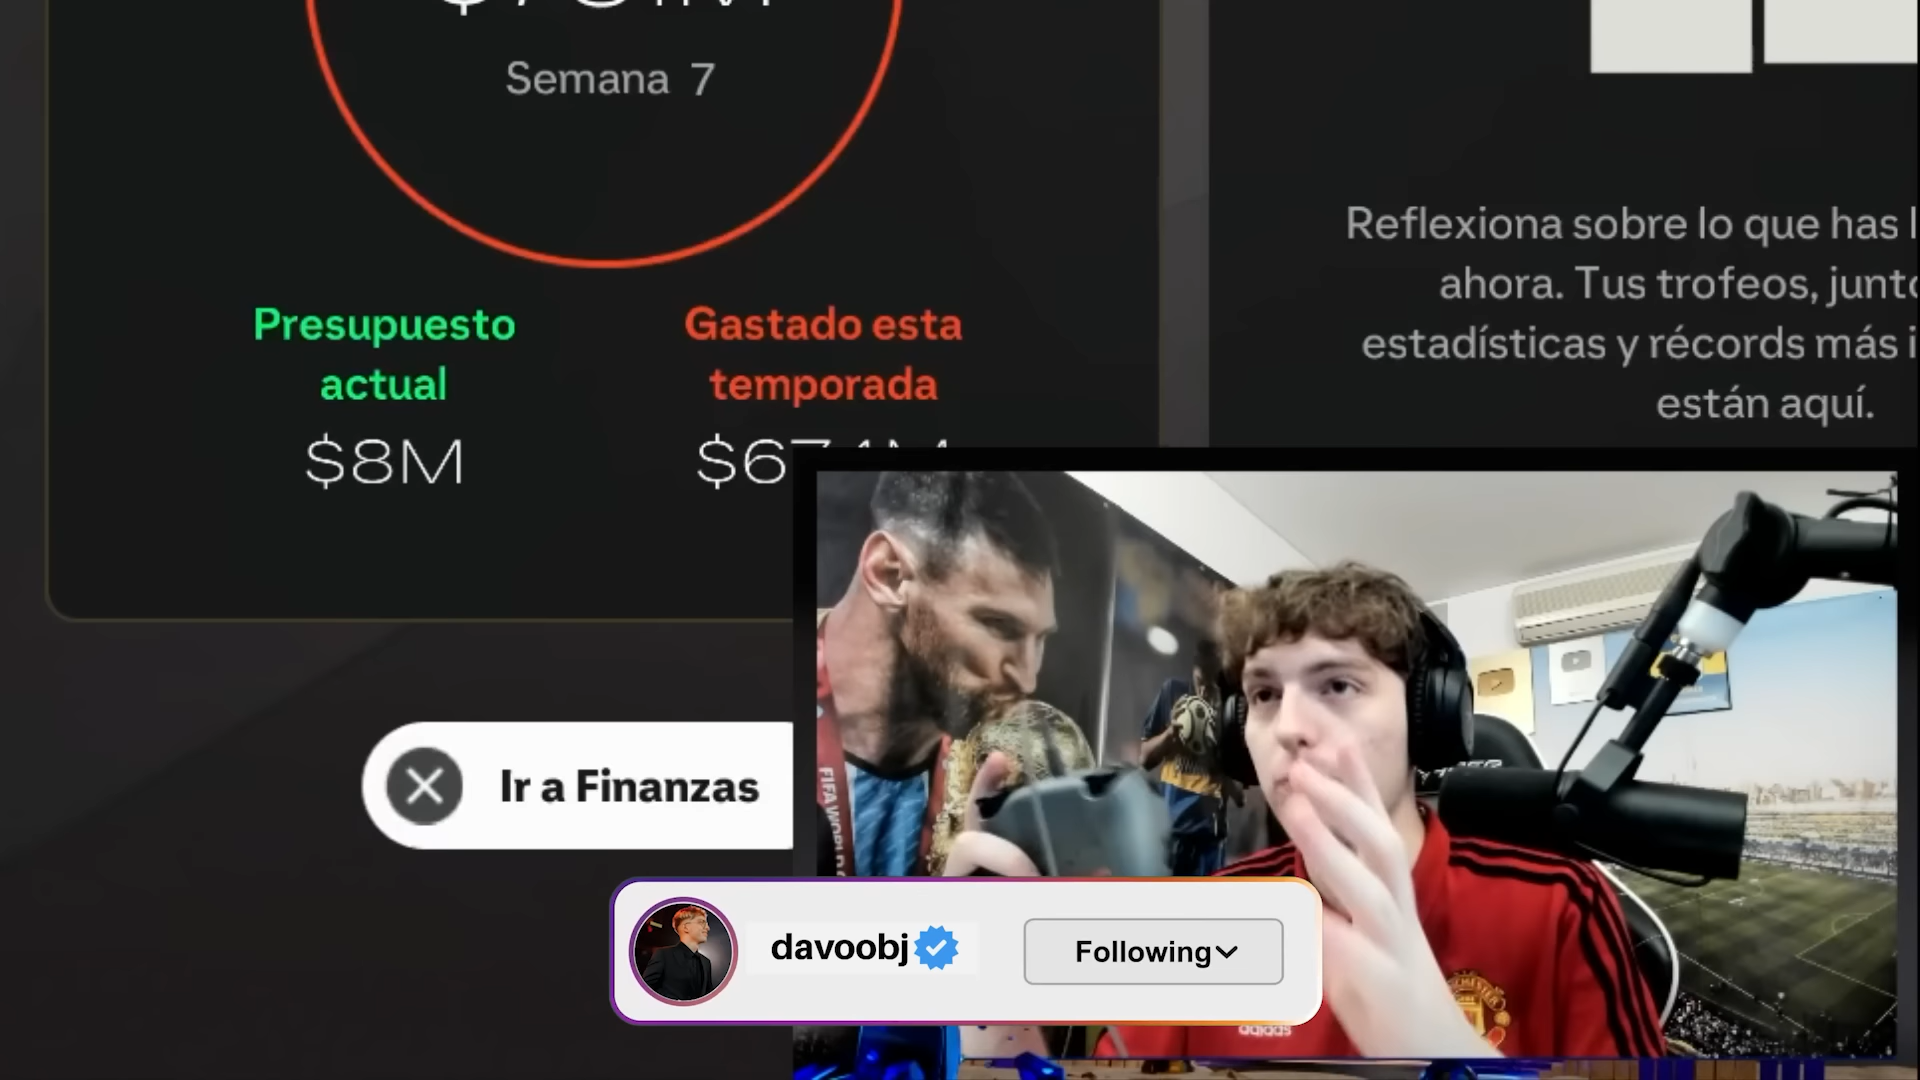 Semana 7
Presupuesto
actual
$8M
Gastado esta
temporada
Reflexiona sobre lo que has
ahora. Tus trofeos,
estadísticas y récords más
están aquí.
Ir a Finanzas
davoobj
Following
adidas